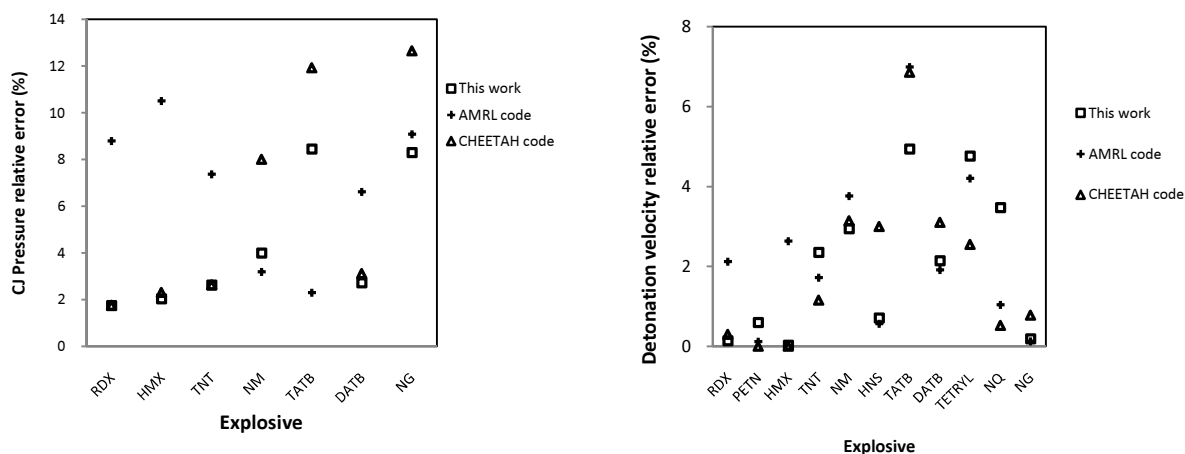 CJ Pressure relative error (%)
14
12
10
8
6
4
2
0
RDX
HMX
TNT
NM
TATB
DATB
NG
Explosive
This work
AMRL code
CHEETAH code
Detonation velocity relative error (%)
8
6
4
2
0
RDX
PETN
HMX
TNT
NM
HNS
TATB
DATB
TETRYL
NQ
NG
Explosive
This work
AMRL code
CHEETAH code